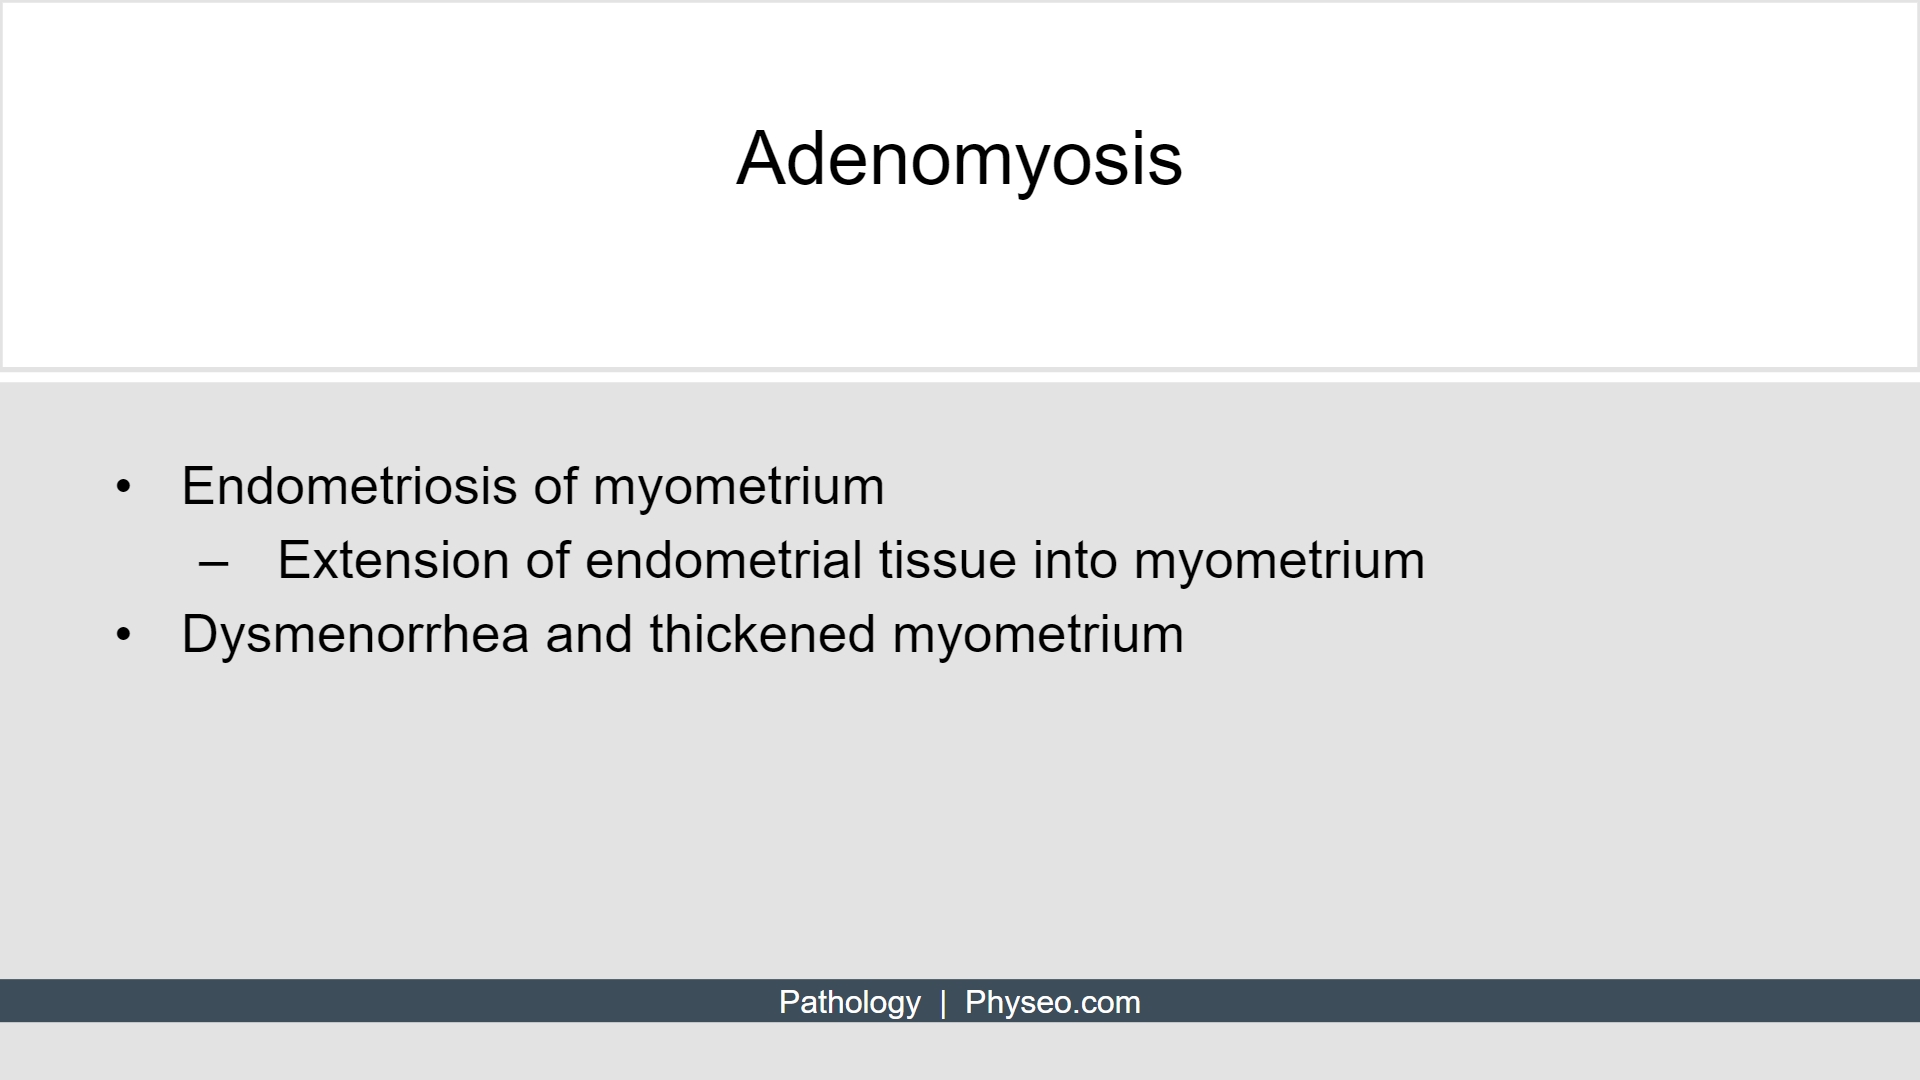 Adenomyosis
• Endometriosis of myometrium
– Extension of endometrial tissue into myometrium
• Dysmenorrhea and thickened myometrium
Pathology | Physeo.com